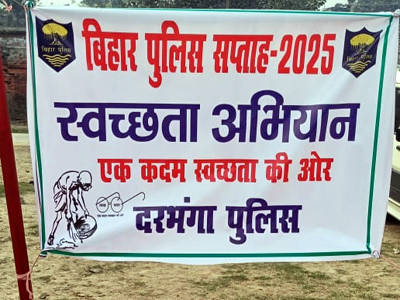 बिहार पुलिस सप्ताह-2025
स्वच्छता अभियान
एक कदम स्वच्छता की ओर
दरभंगा पुलिस